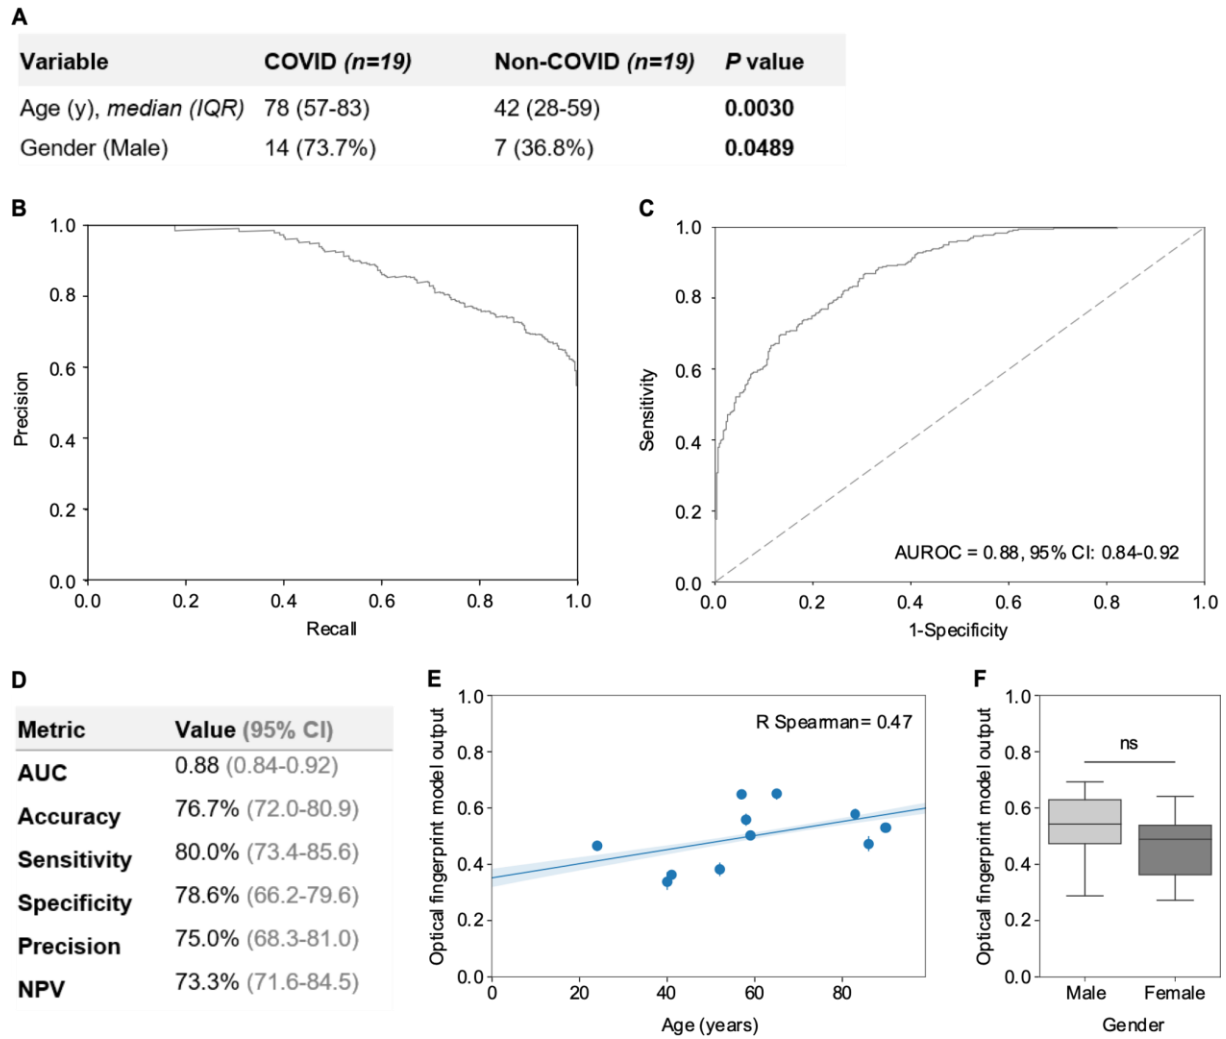 A
Variable COVID (n=19) Non-COVID (n=19) P value
Age (y), median (IQR) 78 (57-83) 42 (28-59) 0.0030
Gender (Male) 14 (73.7%) 7 (36.8%) 0.0489
B
1.0
0.8
0.6
0.4
0.2
0.0
Precision
0.0 0.2 0.4 0.6 0.8 1.0
Recall
C
1.0
0.8
0.6
0.4
0.2
0.0
Sensitivity
AUROC = 0.88, 95% CI: 0.84-0.92
0.0 0.2 0.4 0.6 0.8 1.0
1-Specificity
D
Metric Value (95% CI)
AUC 0.88 (0.84-0.92)
Accuracy 76.7% (72.0-80.9)
Sensitivity 80.0% (73.4-85.6)
Specificity 78.6% (66.2-79.6)
Precision 75.0% (68.3-81.0)
NPV 73.3% (71.6-84.5)
E
1.0
0.8
0.6
0.4
0.2
0.0
Optical fingerprint model output
R Spearman= 0.47
0 20 40 60 80
Age (years)
F
1.0
0.8
0.6
0.4
0.2
0.0
Optical fingerprint model output
ns
Male Female
Gender